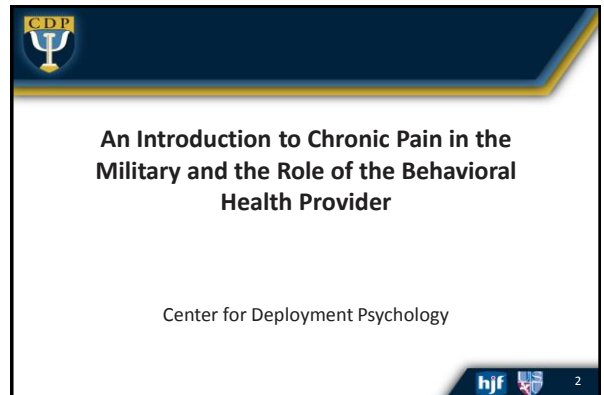 CDP
An Introduction to Chronic Pain in the
Military and the Role of the Behavioral
Health Provider
Center for Deployment Psychology
hjf
2